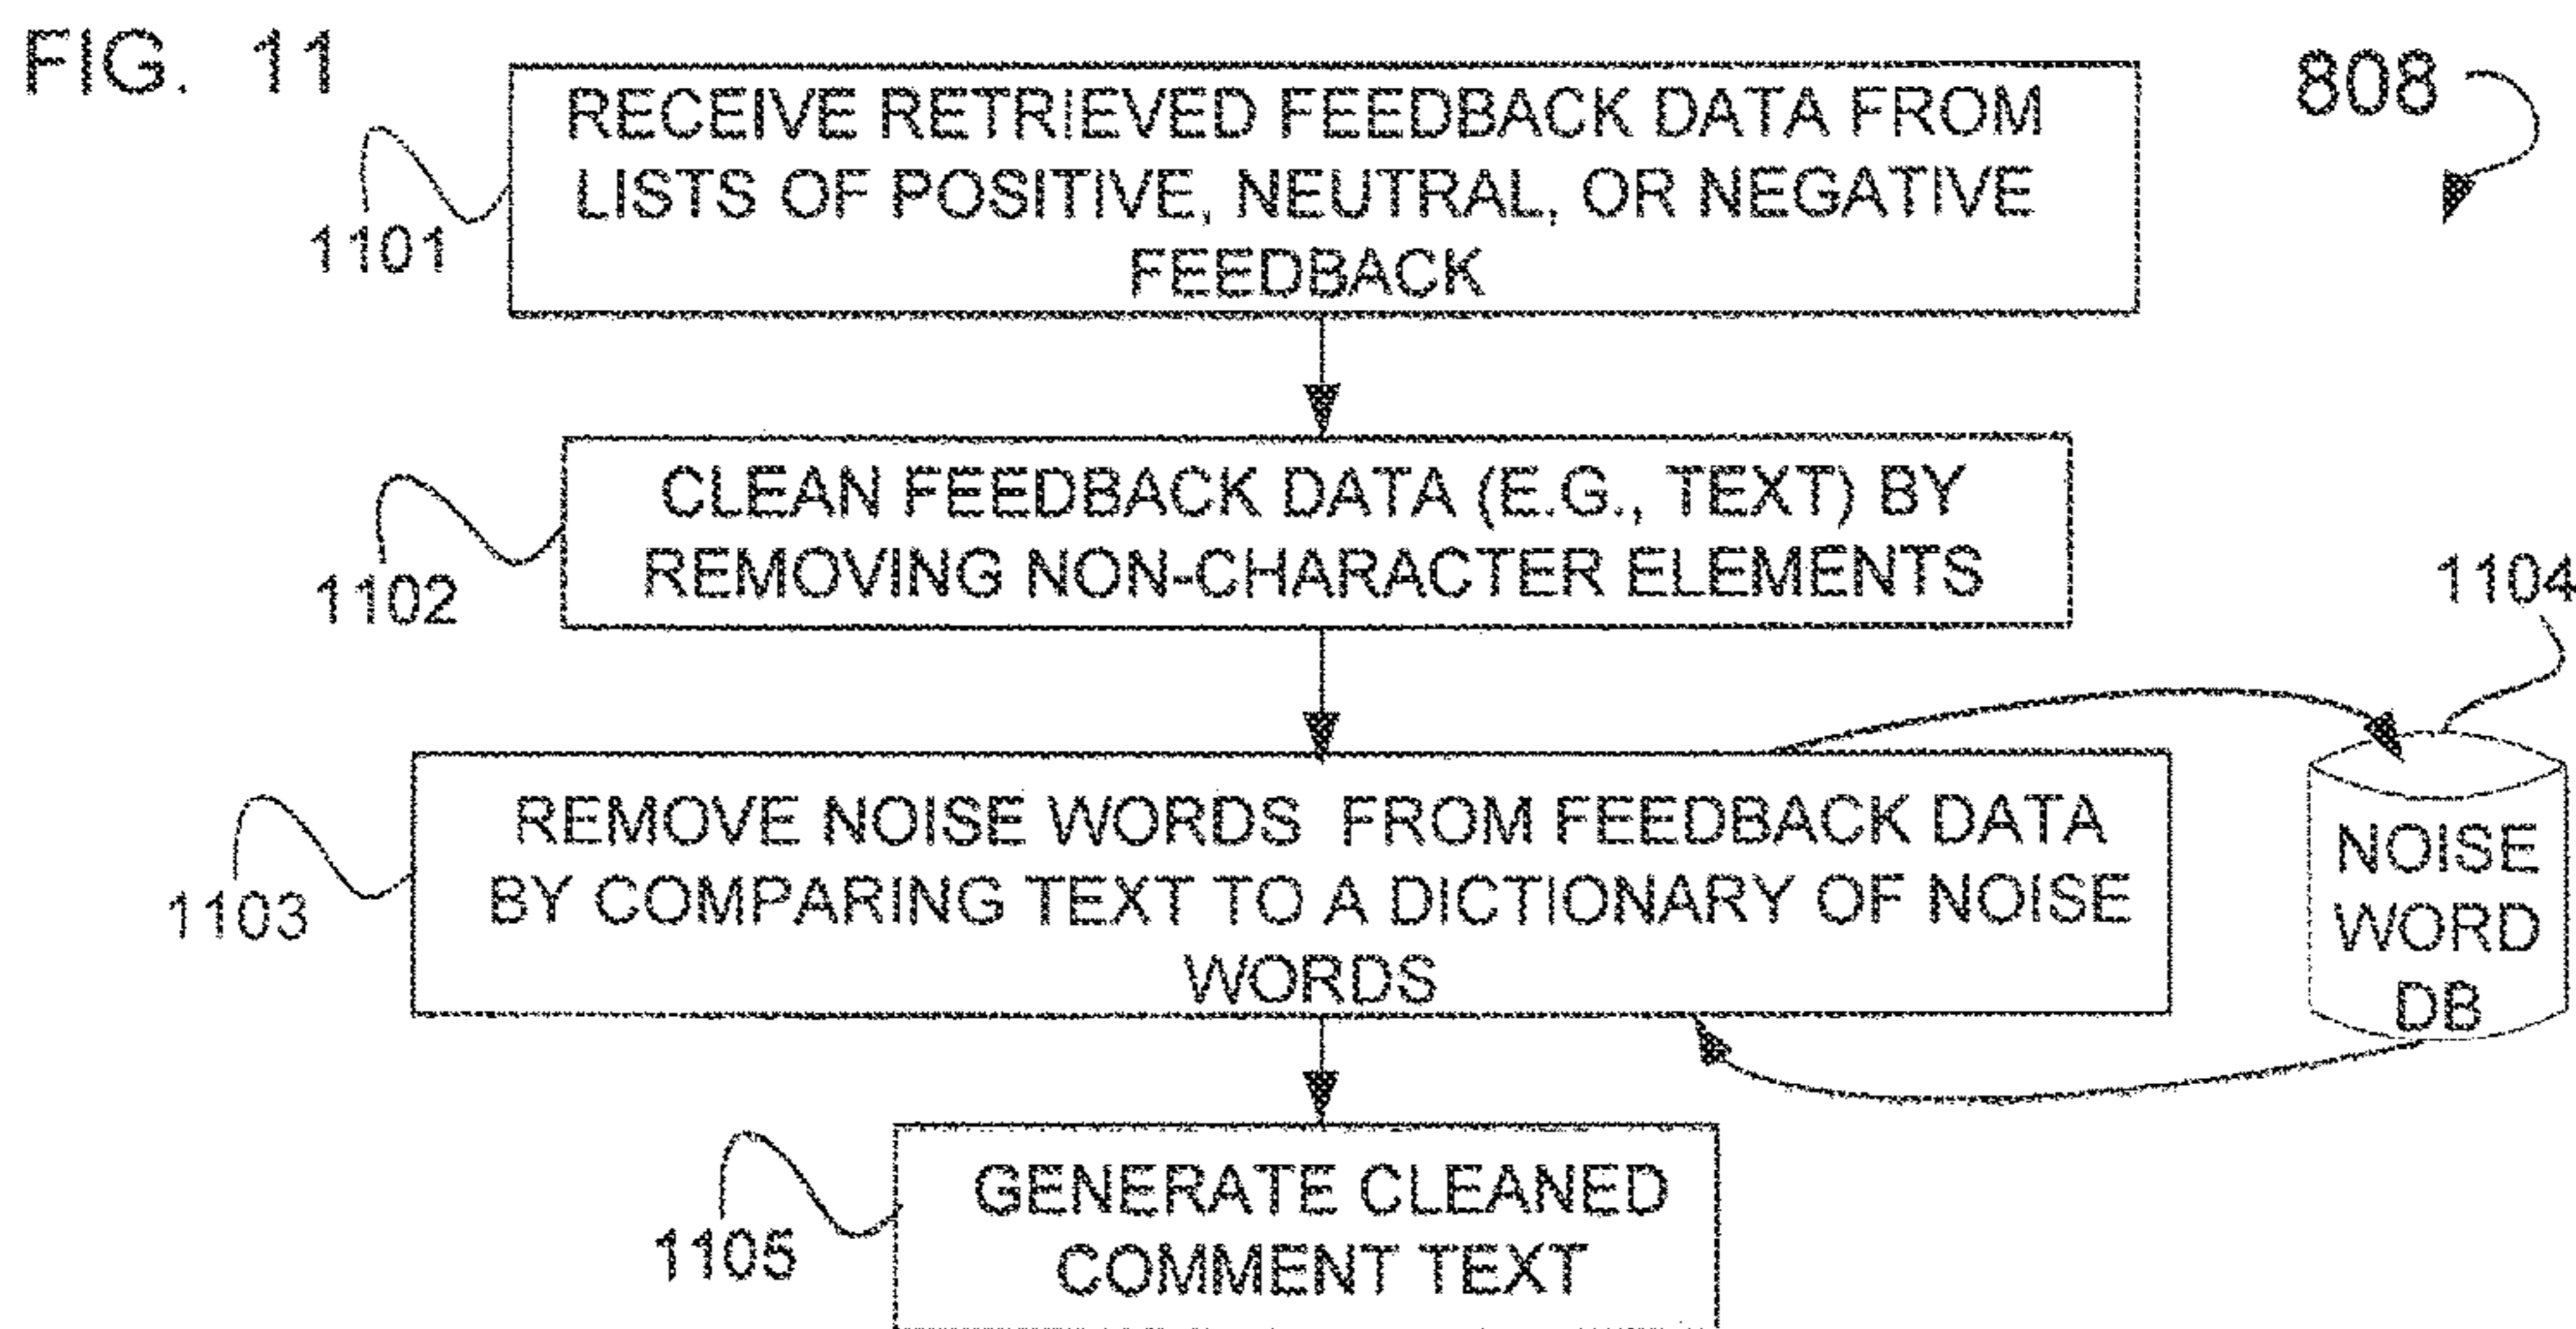 FIG. 11
808
RECEIVE RETRIEVED FEEDBACK DATA FROM
LISTS OF POSITIVE, NEUTRAL, OR NEGATIVE
FEEDBACK
1101
CLEAN FEEDBACK DATA (E.G., TEXT) BY
REMOVING NON-CHARACTER ELEMENTS
1102
1104
REMOVE NOISE WORDS FROM FEEDBACK DATA
BY COMPARING TEXT TO A DICTIONARY OF NOISE
WORDS
1103
NOISE
WORD
DB
GENERATE CLEANED
COMMENT TEXT
1105